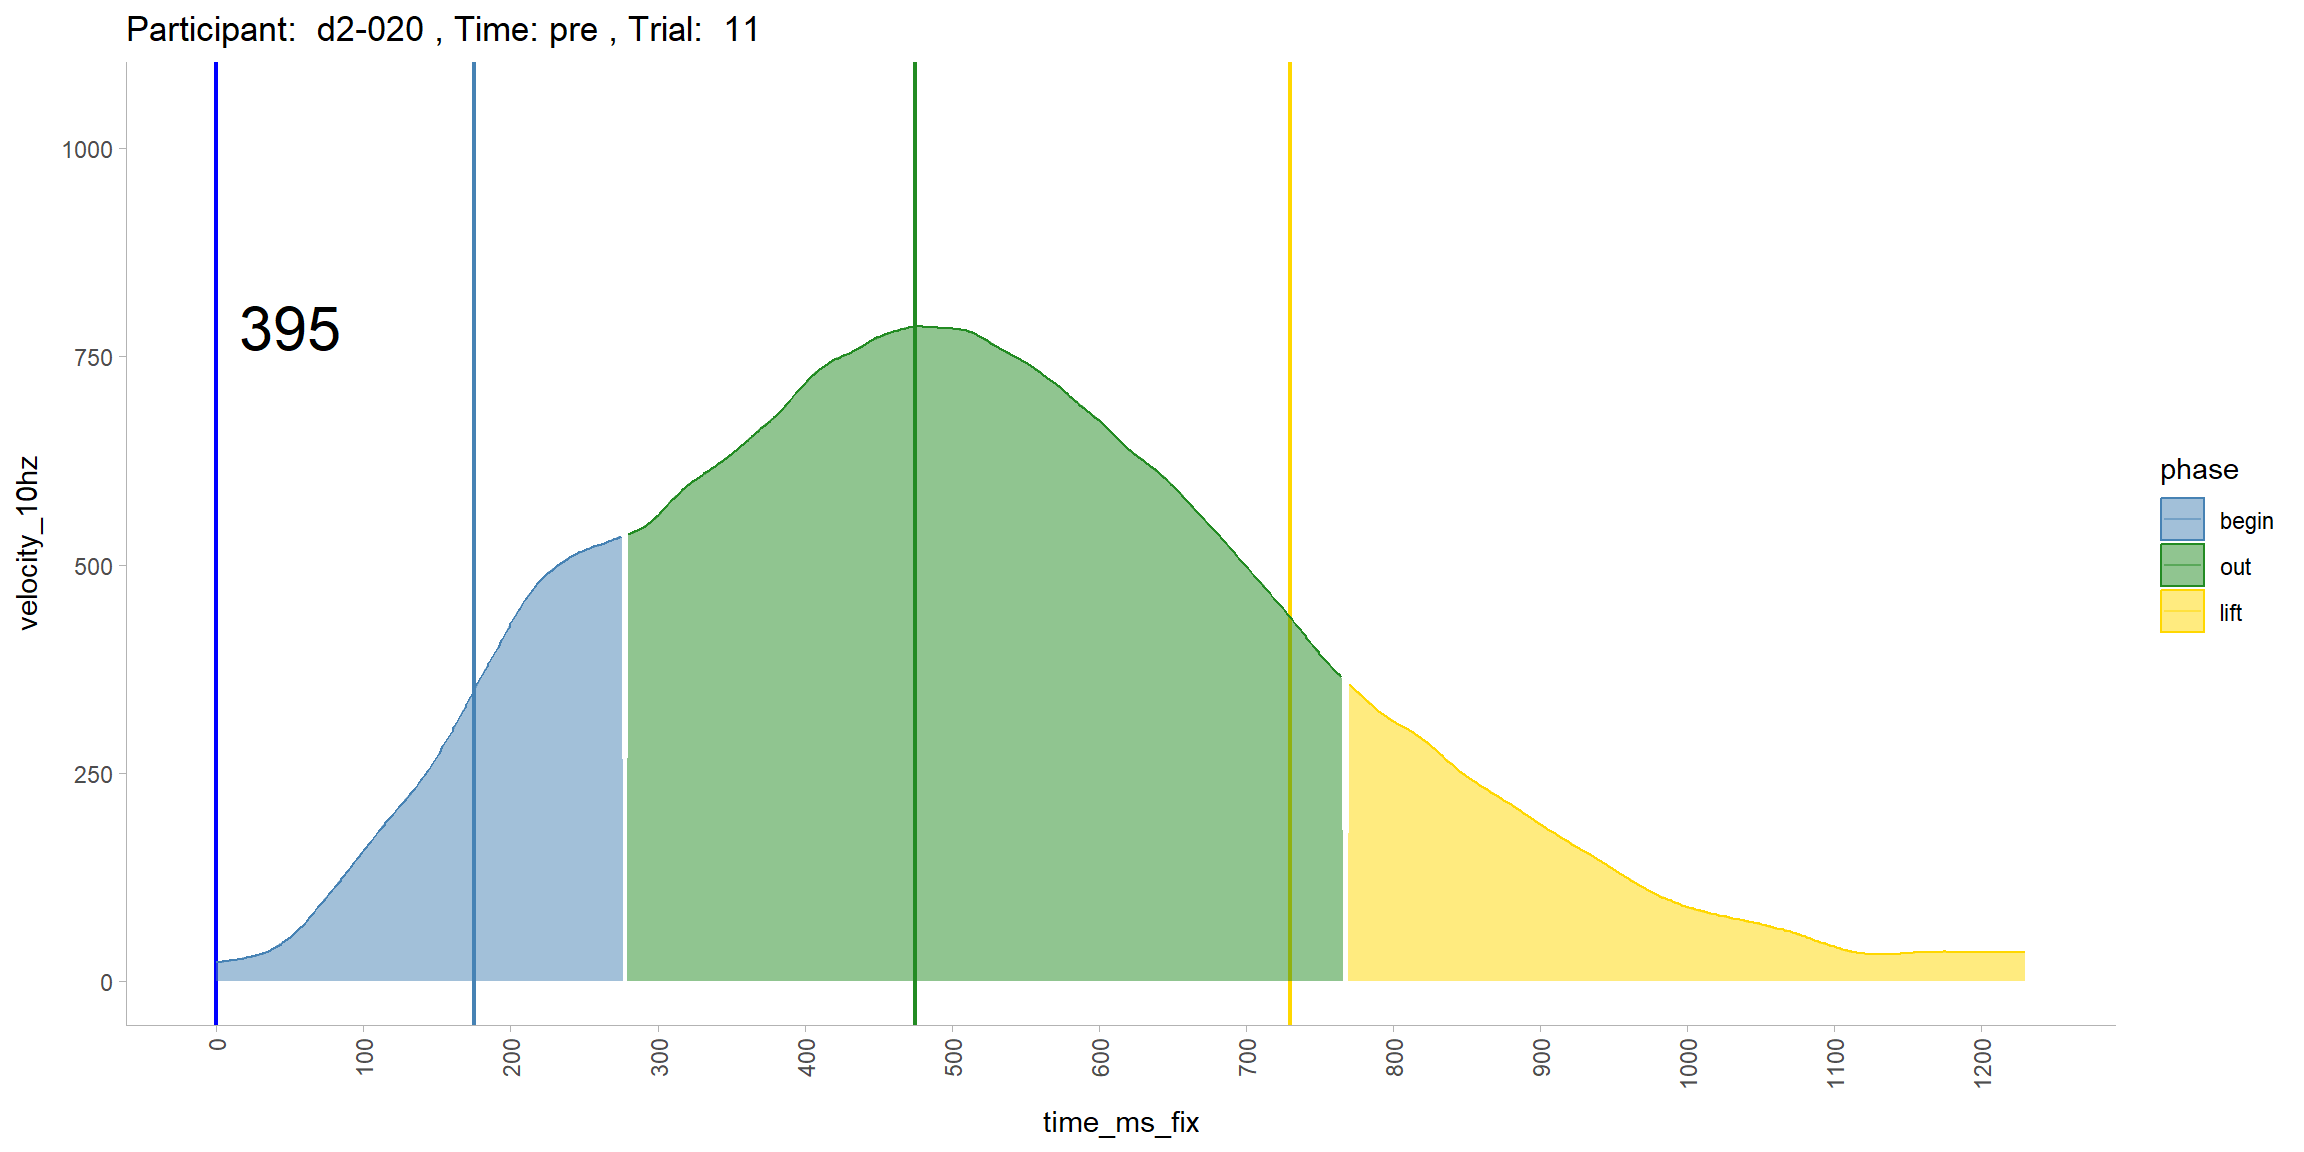 Participant:  d2-020 , Time: pre , Trial:  11
1000
750
500
250
0
velocity_10hz
395
0
100
200
300
400
500
600
700
800
900
1000
1100
1200
time_ms_fix
phase
begin
out
lift